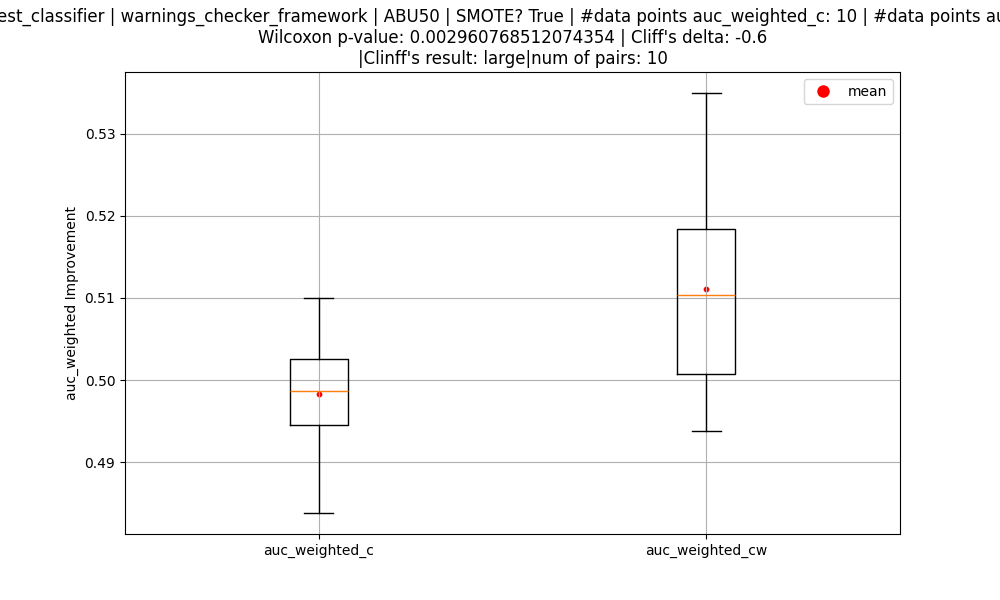 est_classifier | warnings_checker_framework | ABU50 | SMOTE? True | #data points auc_weighted_c: 10 | #data points au
Wilcoxon p-value: 0.002960768512074354 | Cliff's delta: -0.6
|Clinff's result: large|num of pairs: 10
mean
0.53
0.52
0.51
0.50
0.49
auc_weighted Improvement
auc_weighted_c
auc_weighted_cw